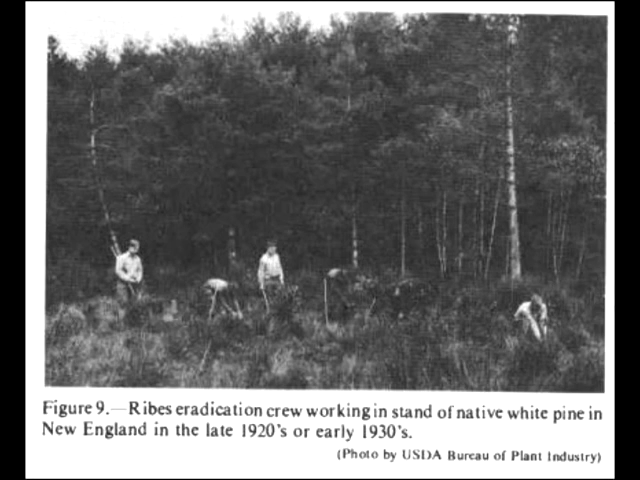 Figure 9.—Ribes eradication crew working in stand of native white pine in
New England in the late 1920's or early 1930's.
(Photo by USDA Bureau of Plant Industry)